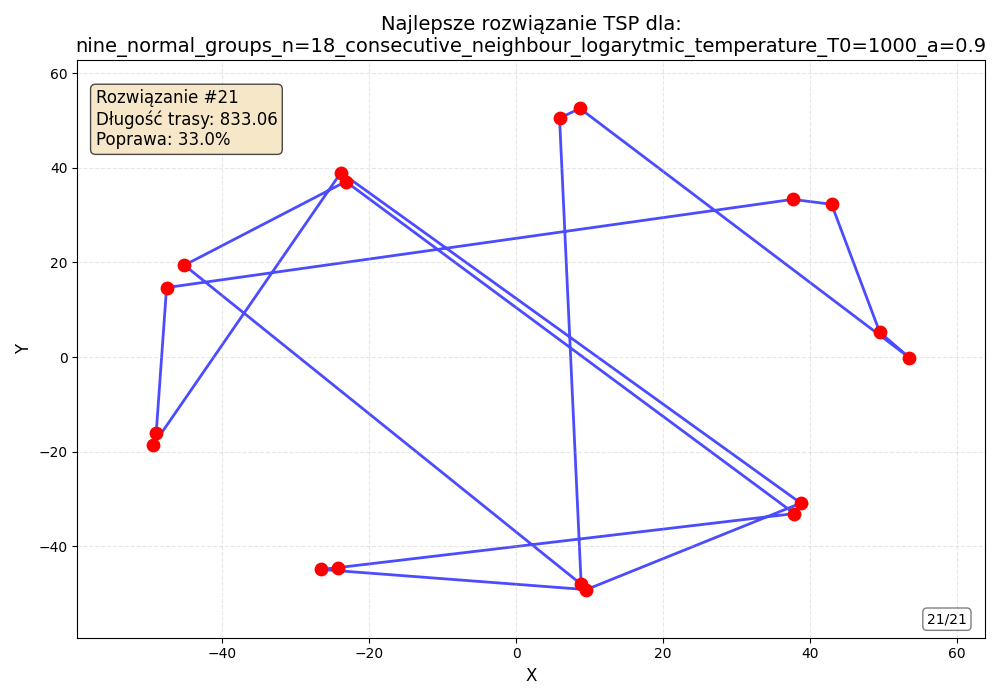 Najlepsze rozwiązanie TSP dla:
nine_normal_groups_n=18_consecutive_neighbour_logarytmic_temperature_T0=1000_a=0.9
Rozwiązanie #21
Długość trasy: 833.06
Poprawa: 33.0%
60
40
20
0
−20
−40
Y
21/21
−40
−20
0
20
40
60
X